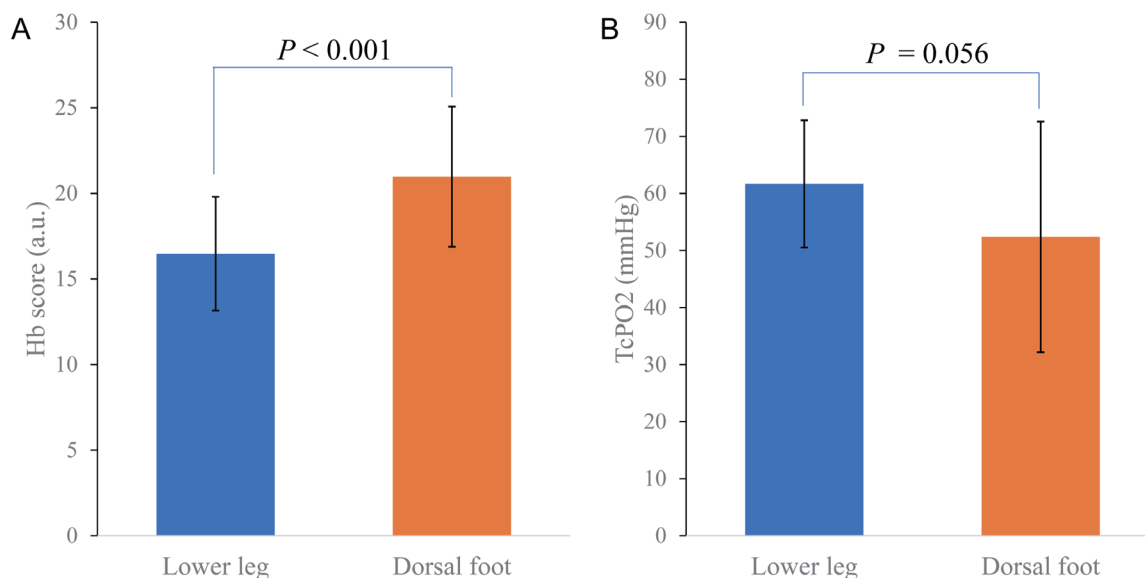 A
P < 0.001
30
25
20
15
10
5
0
Hb score (a.u.)
Lower leg
Dorsal foot
B
P = 0.056
90
80
70
60
50
40
30
20
10
0
TcPO2 (mmHg)
Lower leg
Dorsal foot